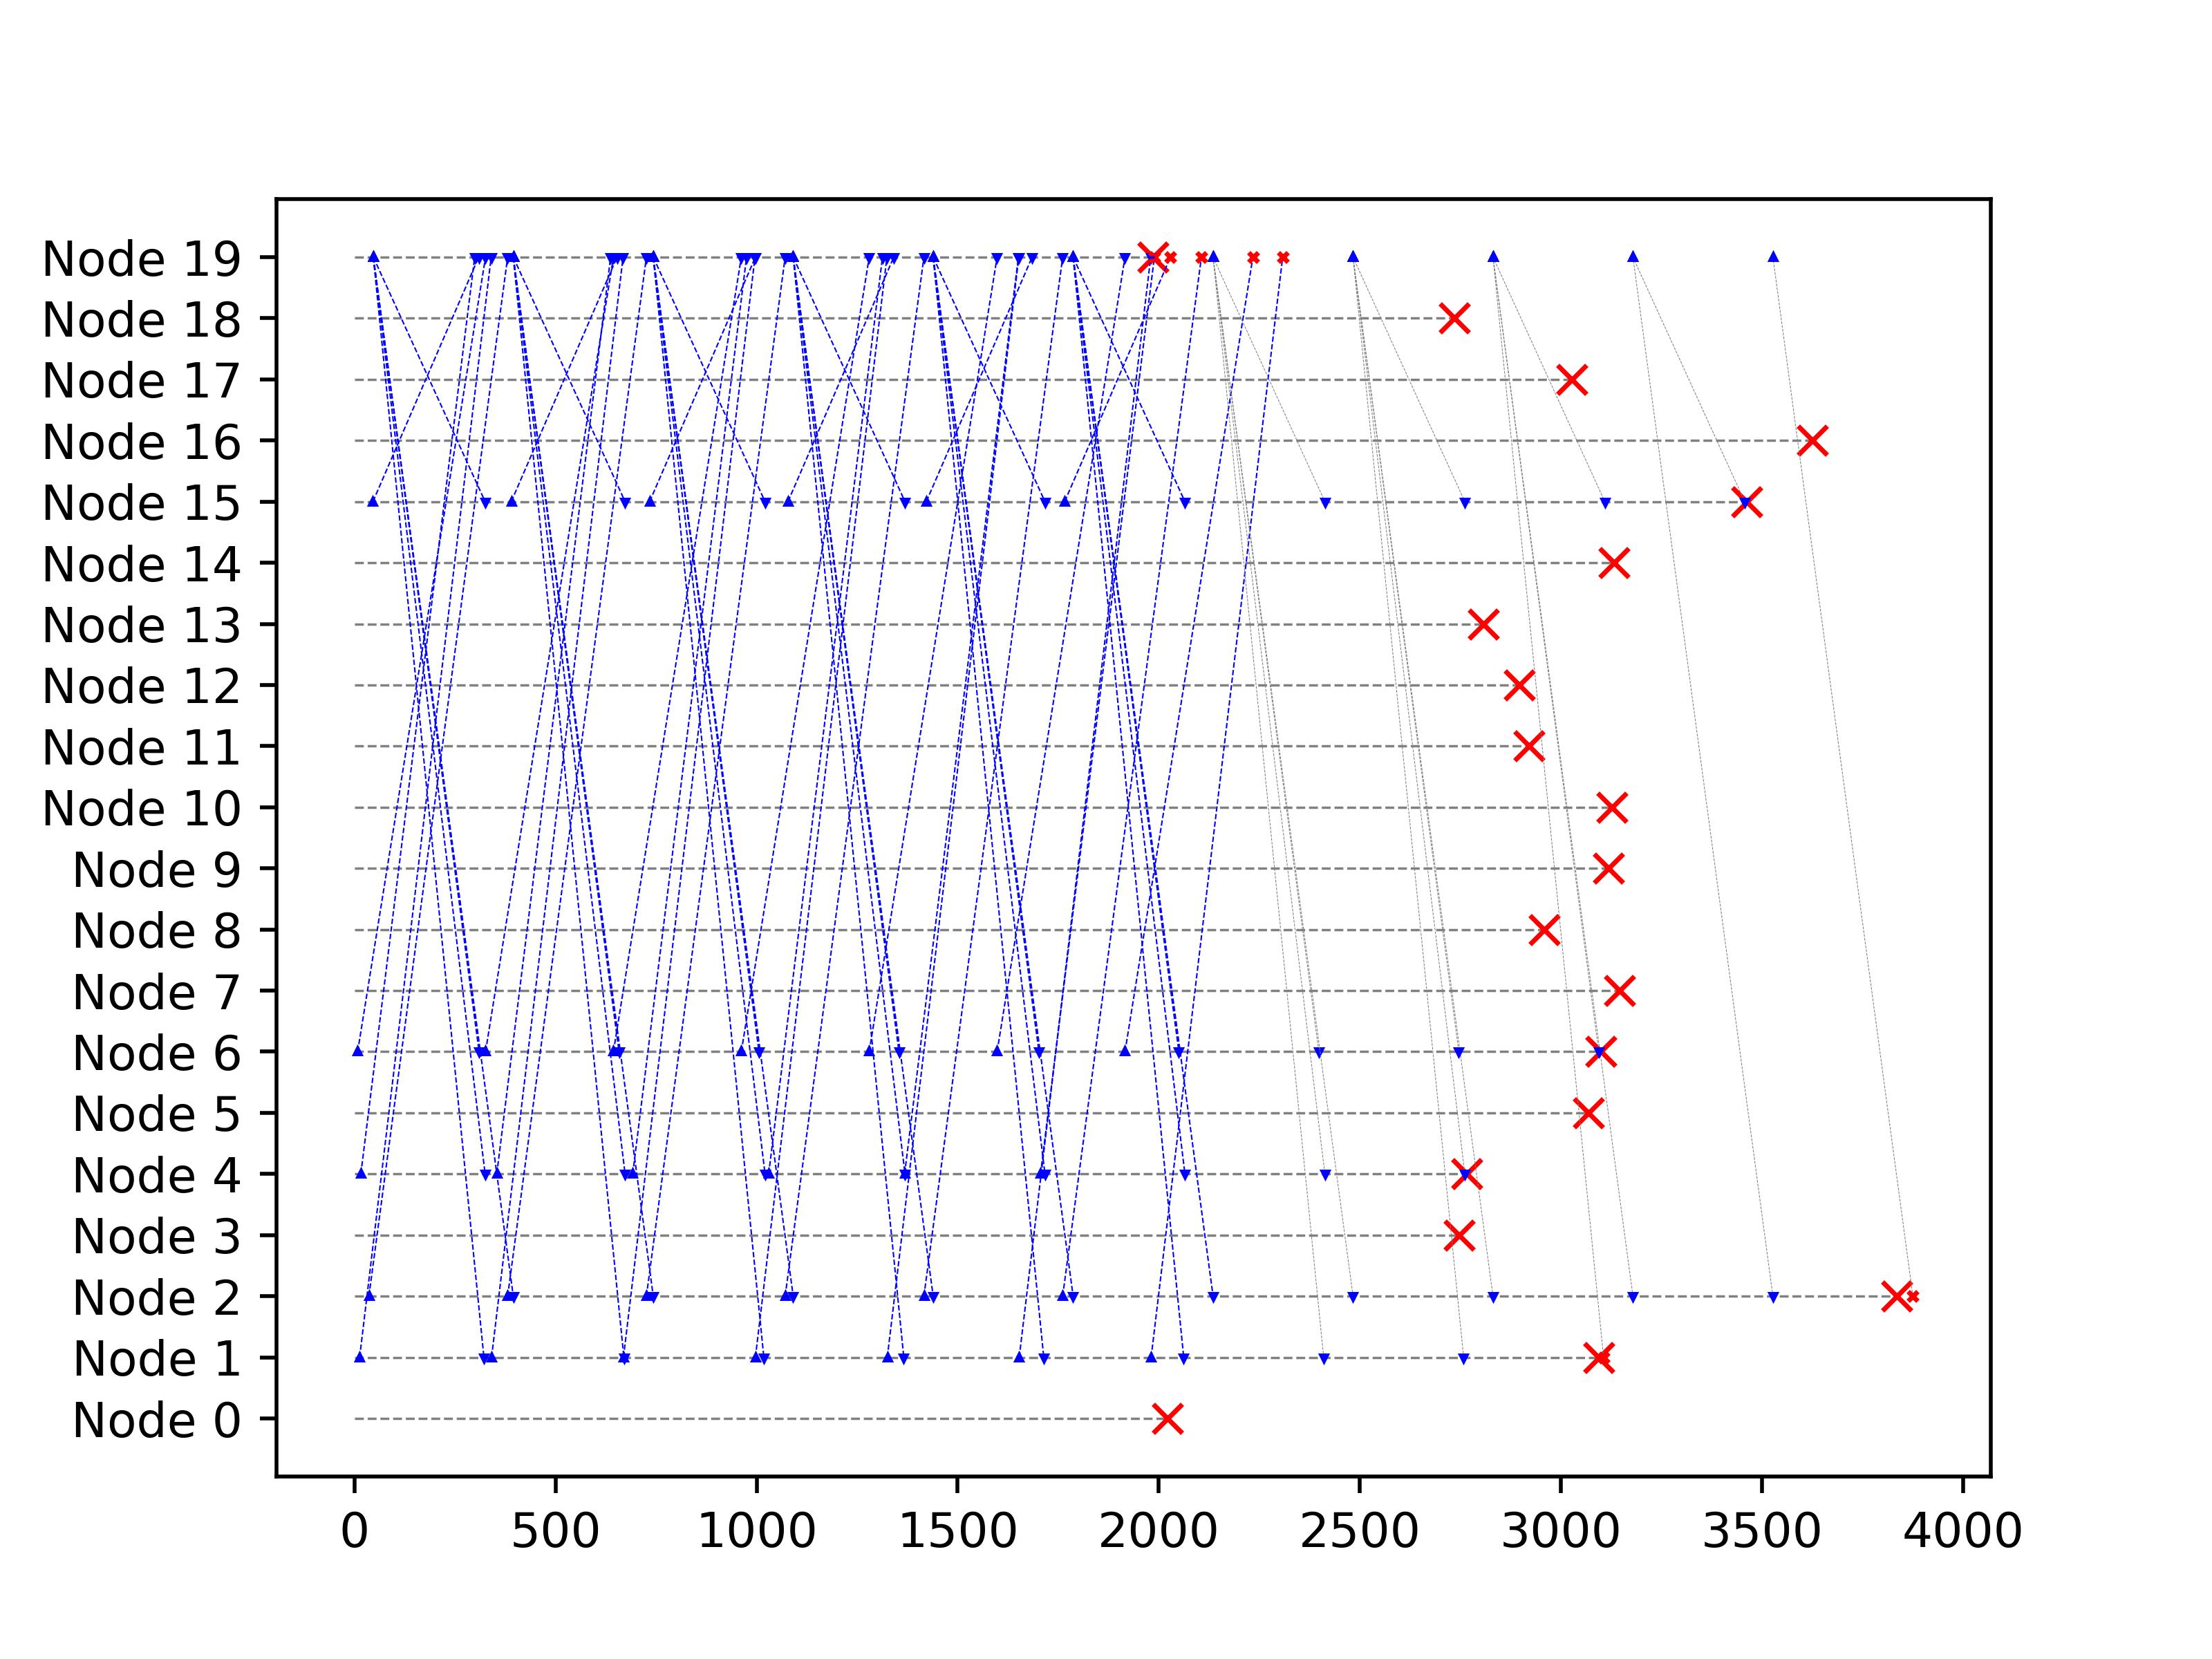 Node 19
Node 18
Node 17
Node 16
Node 15
Node 14
Node 13
Node 12
Node 11
Node 10
Node 9
Node 8
Node 7
Node 6
Node 5
Node 4
Node 3
Node 2
Node 1
Node 0
0 500 1000 1500 2000 2500 3000 3500 4000